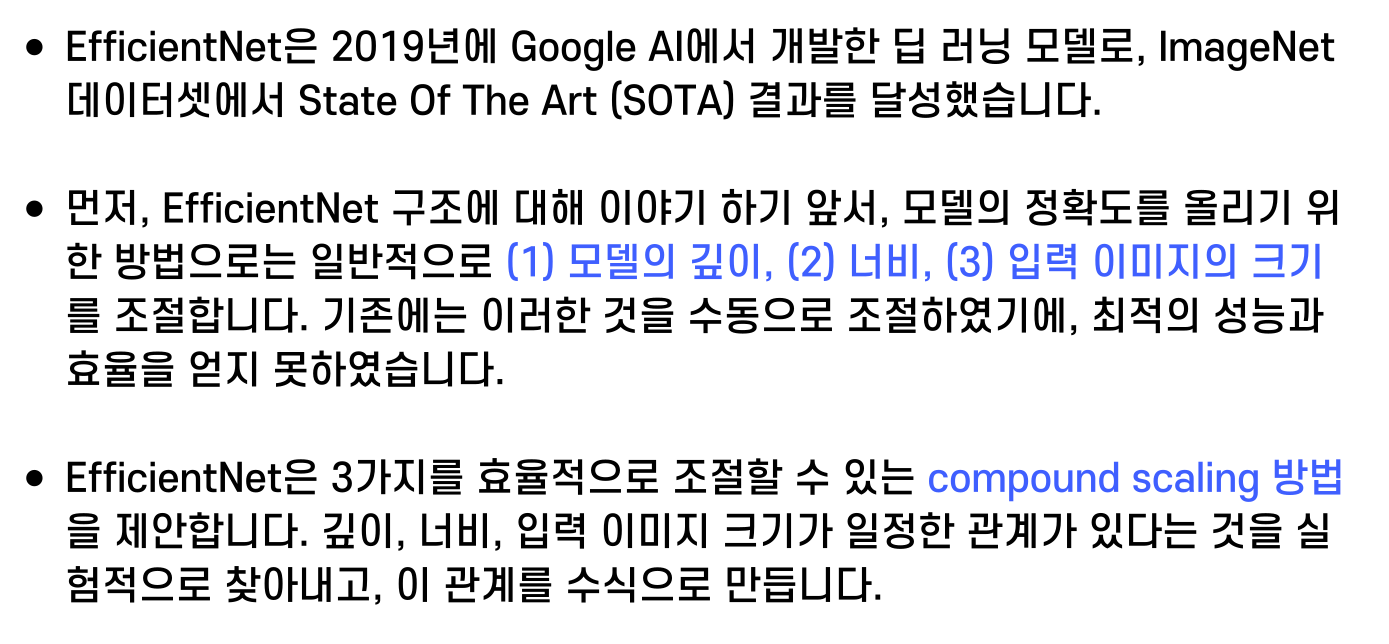 • EfficientNet은 2019년에 Google AI에서 개발한 딥 러닝 모델로, ImageNet
데이터셋에서 State Of The Art (SOTA) 결과를 달성했습니다.
• 먼저, EfficientNet 구조에 대해 이야기 하기 앞서, 모델의 정확도를 올리기 위
한 방법으로는 일반적으로 (1) 모델의 깊이, (2) 너비, (3) 입력 이미지의 크기
를 조절합니다. 기존에는 이러한 것을 수동으로 조절하였기에, 최적의 성능과
효율을 얻지 못하였습니다.
• EfficientNet은 3가지를 효율적으로 조절할 수 있는 compound scaling 방법
을 제안합니다. 깊이, 너비, 입력 이미지 크기가 일정한 관계가 있다는 것을 실
험적으로 찾아내고, 이 관계를 수식으로 만듭니다.